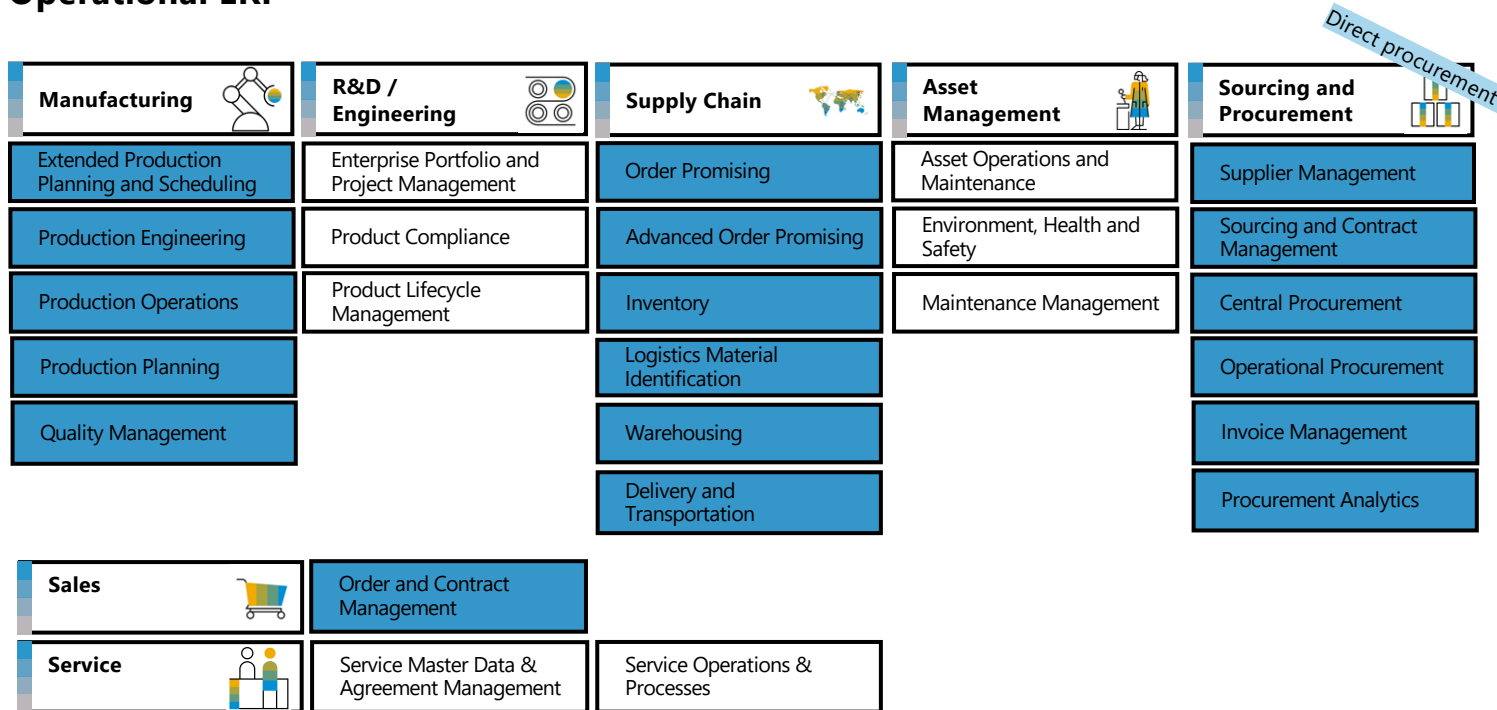 Operational ERP
Direct procurement
Manufacturing
R&D /
Engineering
Supply Chain
Asset
Management
Sourcing and
Procurement
Extended Production
Planning and Scheduling
Enterprise Portfolio and
Project Management
Order Promising
Asset Operations and
Maintenance
Supplier Management
Production Engineering
Product Compliance
Advanced Order Promising
Environment, Health and
Safety
Sourcing and Contract
Management
Production Operations
Product Lifecycle
Management
Inventory
Maintenance Management
Central Procurement
Production Planning
Logistics Material
Identification
Operational Procurement
Quality Management
Warehousing
Invoice Management
Delivery and
Transportation
Procurement Analytics
Sales
Order and Contract
Management
Service
Service Master Data &
Agreement Management
Service Operations &
Processes